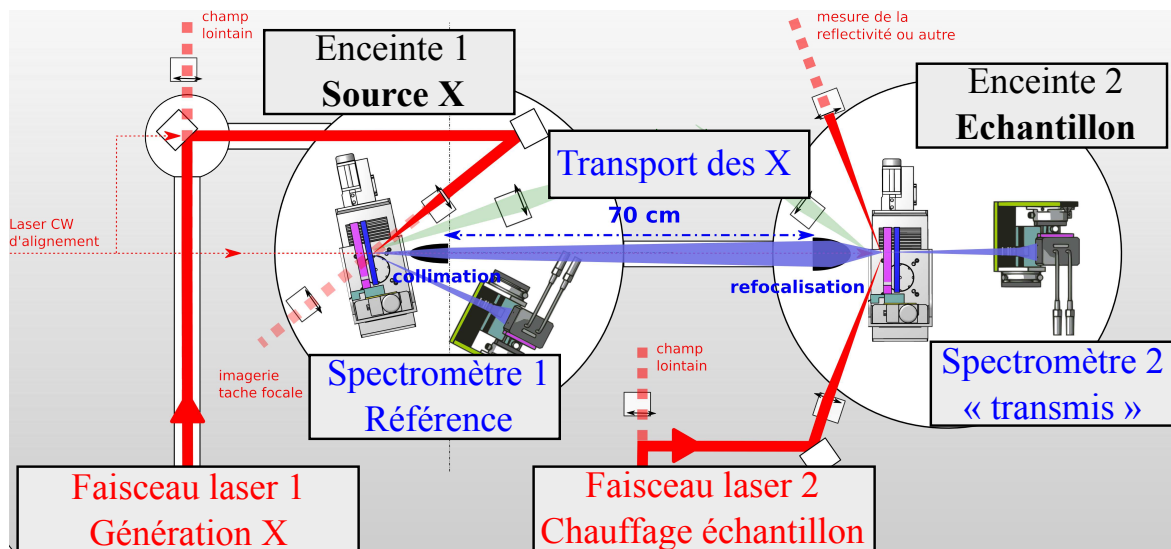 champ
lointain
mesure de la
reflectivité ou autre
Enceinte 1
Source X
Enceinte 2
Echantillon
Transport des X
70 cm
Laser CW
d'alignement
collimation
refocalisation
imagerie
tache focale
champ
lointain
Spectromètre 1
Référence
Spectromètre 2
« transmis »
Faisceau laser 1
Génération X
Faisceau laser 2
Chauffage échantillon